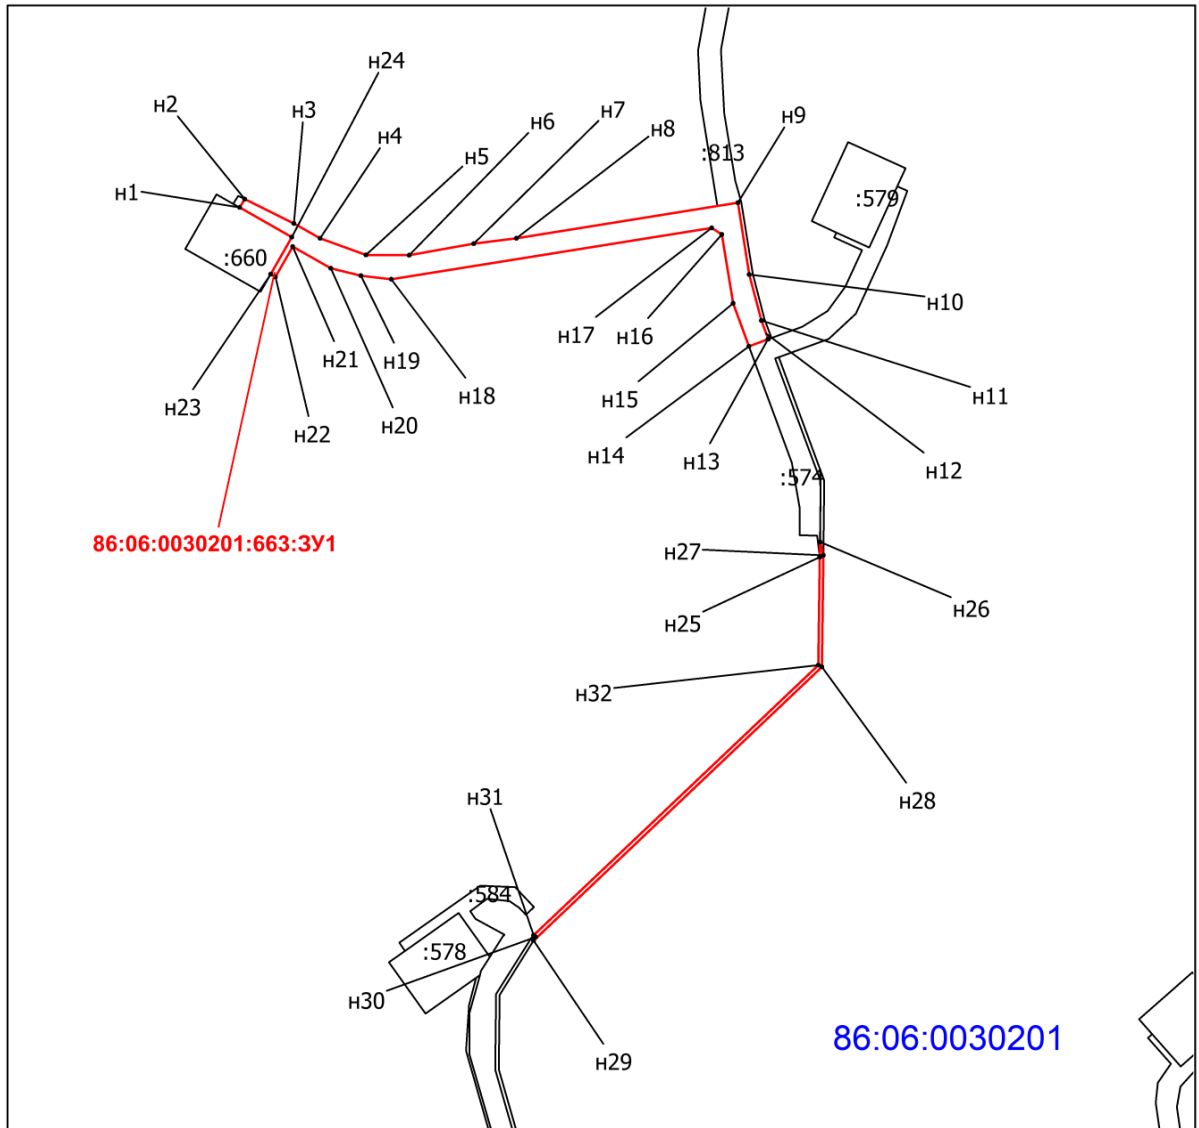 н24
н2
н3
н7
н9
н6
н8
н4
:813
н5
н1
:579
:660
н10
н17
н16
н21
н19
н18
н11
н15
н23
н20
н22
н14
н13
н12
:574
86:06:0030201:663:ЗУ1
н27
н26
н25
н32
н31
н28
:584
:578
н30
86:06:0030201
н29